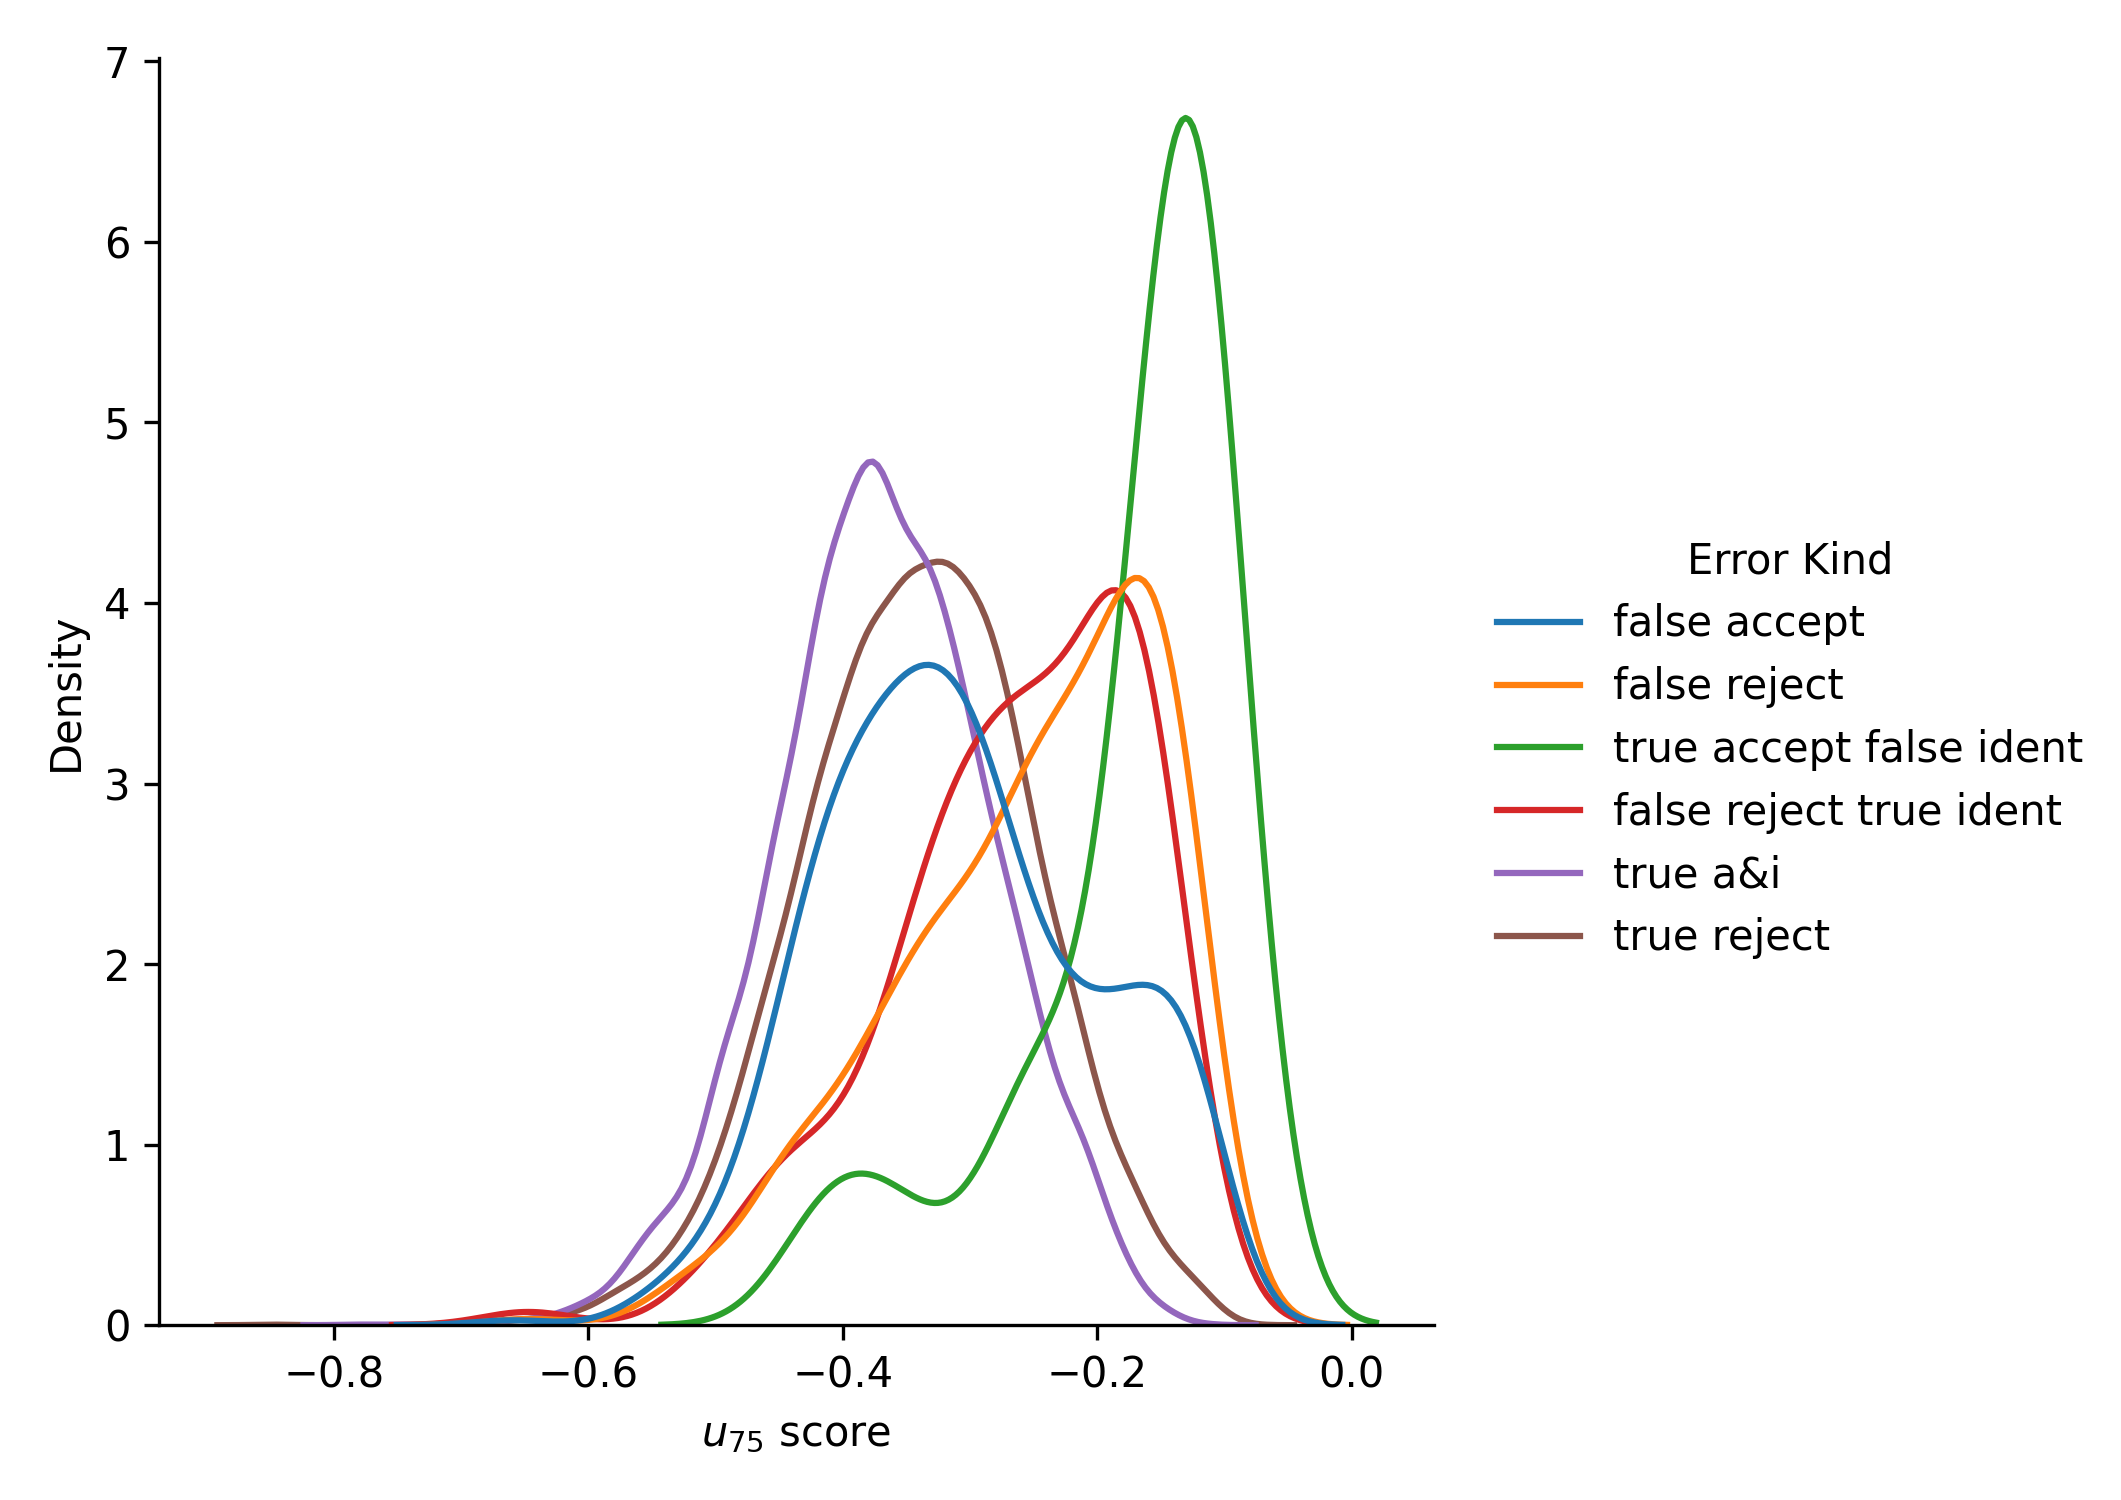 7
6
5
4
3
2
1
0
Density
−0.8 −0.6 −0.4 −0.2 0.0
u75 score
Error Kind
false accept
false reject
true accept false ident
false reject true ident
true a&i
true reject